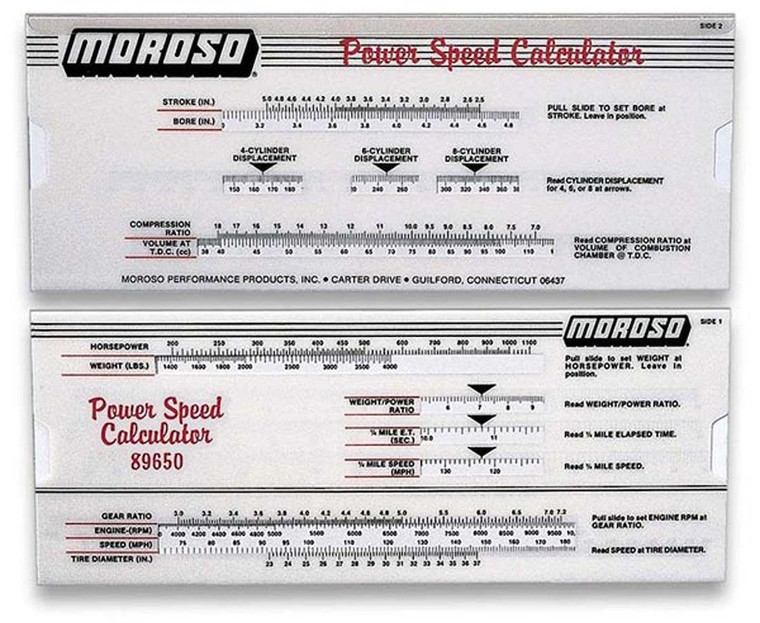 SIDE 2
MOROSO
Power Speed Calculator
STROKE (IN.) 5.0 4.8 4.6 4.4 4.2 4.0 3.8 3.6 3.4 3.2 3.0 2.8 2.6 2.5
BORE (IN.) 3.2 3.4 3.6 3.8 4.0 4.2 4.4 4.6 4.8
PULL SLIDE TO SET BORE at
STROKE. Leave in position.
4-CYLINDER
DISPLACEMENT
6-CYLINDER
DISPLACEMENT
8-CYLINDER
DISPLACEMENT
150 160 170 180
240 260
300 320 340 360
Read CYLINDER DISPLACEMENT
for 4, 6, or 8 at arrows.
COMPRESSION
RATIO
18 17 16 15 14 13 12 11 10.0 9.5 9.0 8.5 8.0 7.5 7.0
VOLUME AT
T.D.C. (cc)
38 40 45 50 55 60 65 70 75 80 85 90 95 100 110
Read COMPRESSION RATIO at
VOLUME OF COMBUSTION
CHAMBER @ T.D.C.
MOROSO PERFORMANCE PRODUCTS, INC. • CARTER DRIVE • GUILFORD, CONNECTICUT 06437
MOROSO
SIDE 1
HORSEPOWER 200 250 300 350 400 450 500 600 700 800 900 1000 1100
WEIGHT (LBS.) 1400 1600 1800 2000 2500 3000 3500 4000
Pull slide to set WEIGHT at
HORSEPOWER. Leave in
position.
Power Speed
Calculator
89650
WEIGHT/POWER
RATIO
6 7 8 9
Read WEIGHT/POWER RATIO.
¼ MILE E.T.
(SEC.)
10.0 11
Read ¼ MILE ELAPSED TIME.
¼ MILE SPEED
(MPH)
130 120
Read ¼ MILE SPEED.
GEAR RATIO 3.0 3.2 3.4 3.6 3.8 4.0 4.2 4.4 4.6 4.8 5.0 5.5 6.0 6.5 7.0 7.3
ENGINE-(RPM) 4000 4200 4400 4600 4800 5000 5500 6000 6500 7000 7500 8000 8500 9000 9500
SPEED (MPH) 75 80 85 90 95 100 110 120 130 140 150 160 170 180
TIRE DIAMETER (IN.) 23 24 25 26 27 28 29 30 31 32 33 34 35 36 37
Pull slide to set ENGINE RPM at
GEAR RATIO.
Read SPEED at TIRE DIAMETER.